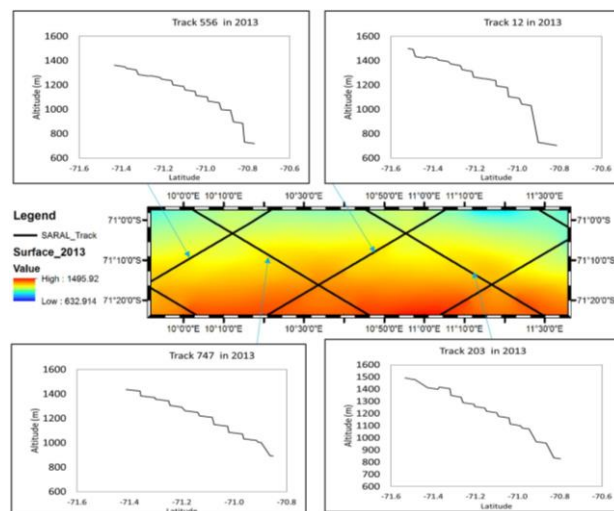 Track 556 in 2013
1600
1400
1200
1000
800
600
Altitude (m)
-71.6 -71.4 -71.2 -71.0 -70.8 -70.6
Latitude
Track 12 in 2013
1600
1400
1200
1000
800
600
Altitude (m)
-71.6 -71.4 -71.2 -71.0 -70.8 -70.6
Latitude
Legend
SARAL_Track
Surface_2013
Value
High : 1495.92
Low : 632.914
10°0'0"E 10°10'0"E 10°30'0"E 10°50'0"E 11°0'0"E 11°10'0"E 11°30'0"E
71°0'0"S 71°0'0"S
71°10'0"S 71°10'0"S
71°20'0"S 71°20'0"S
10°0'0"E 10°10'0"E 10°30'0"E 10°50'0"E 11°0'0"E 11°10'0"E 11°30'0"E
Track 747 in 2013
1600
1400
1200
1000
800
600
Altitude (m)
-71.6 -71.4 -71.2 -71.0 -70.8
Latitude
Track 203 in 2013
1600
1500
1400
1300
1200
1100
1000
900
800
700
600
Altitude (m)
-71.6 -71.4 -71.2 -71.0 -70.8 -70.6
Latitude